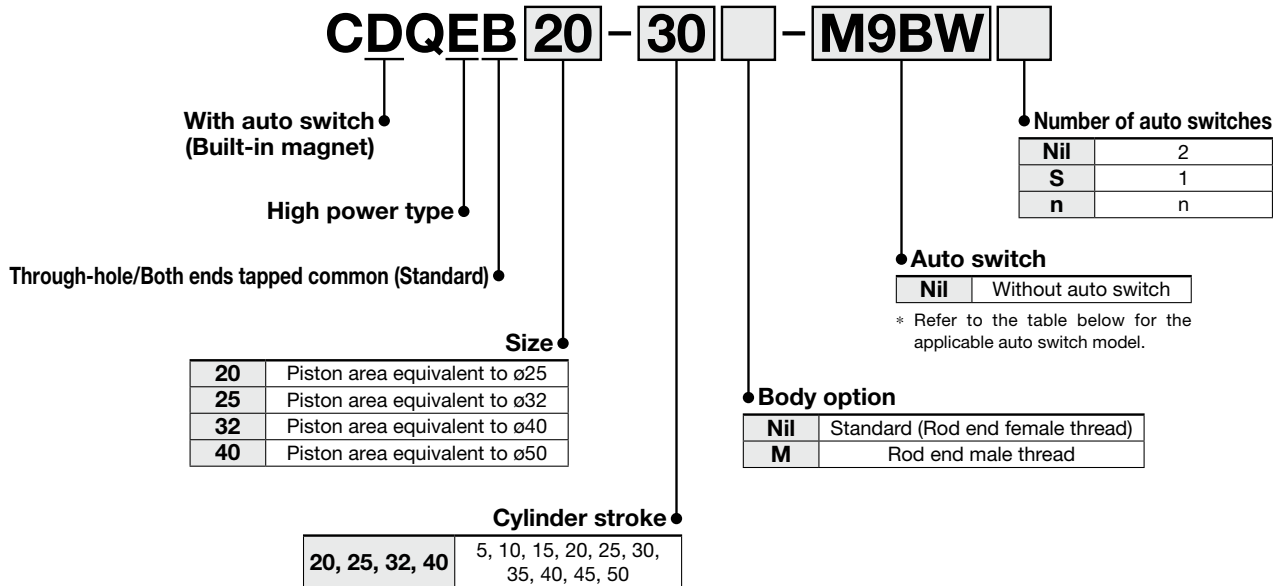 CDQEB 20 – 30 – M9BW
With auto switch
(Built-in magnet)
High power type
Through-hole/Both ends tapped common (Standard)
Size
20 Piston area equivalent to ø25
25 Piston area equivalent to ø32
32 Piston area equivalent to ø40
40 Piston area equivalent to ø50
Cylinder stroke
20, 25, 32, 40 5, 10, 15, 20, 25, 30,
35, 40, 45, 50
Number of auto switches
Nil 2
S 1
n n
Auto switch
Nil Without auto switch
* Refer to the table below for the
applicable auto switch model.
Body option
Nil Standard (Rod end female thread)
M Rod end male thread